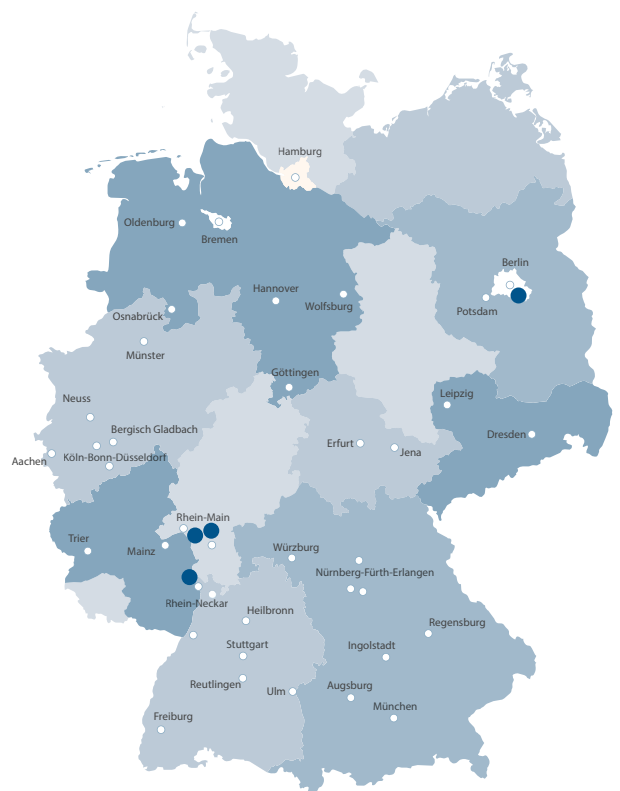 Hamburg
Oldenburg
Bremen
Berlin
Hannover
Wolfsburg
Potsdam
Osnabrück
Münster
Göttingen
Leipzig
Neuss
Bergisch Gladbach
Dresden
Erfurt
Jena
Aachen
Köln-Bonn-Düsseldorf
Rhein-Main
Trier
Mainz
Würzburg
Nürnberg-Fürth-Erlangen
Rhein-Neckar
Heilbronn
Regensburg
Stuttgart
Ingolstadt
Reutlingen
Ulm
Augsburg
München
Freiburg